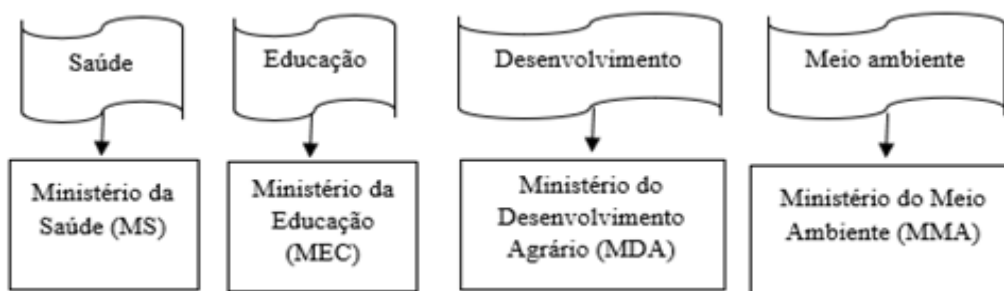 Saúde
Educação
Desenvolvimento
Meio ambiente
Ministério da
Saúde (MS)
Ministério da
Educação
(MEC)
Ministério do
Desenvolvimento
Agrário (MDA)
Ministério do Meio
Ambiente (MMA)